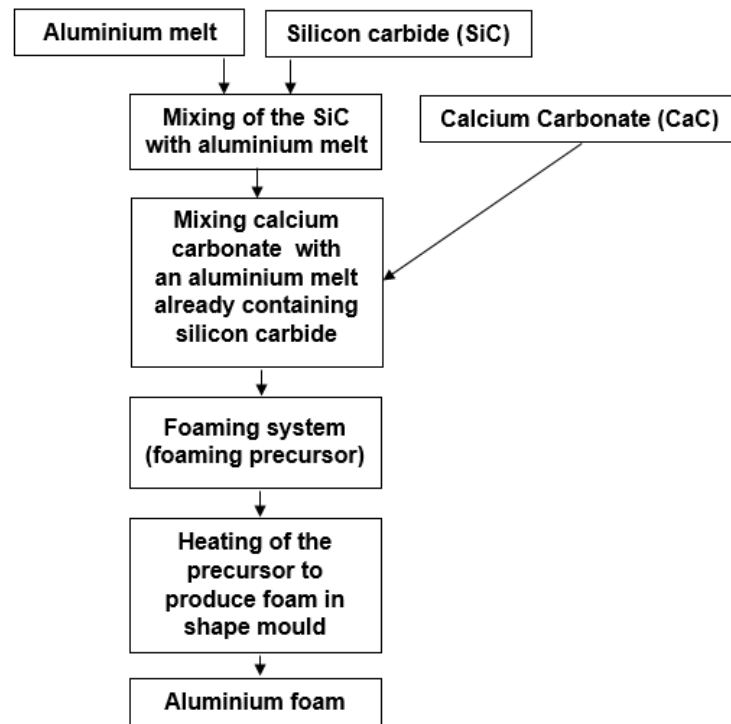 Aluminium melt
Silicon carbide (SiC)
Mixing of the SiC
with aluminium melt
Calcium Carbonate (CaC)
Mixing calcium
carbonate with
an aluminium melt
already containing
silicon carbide
Foaming system
(foaming precursor)
Heating of the
precursor to
produce foam in
shape mould
Aluminium foam